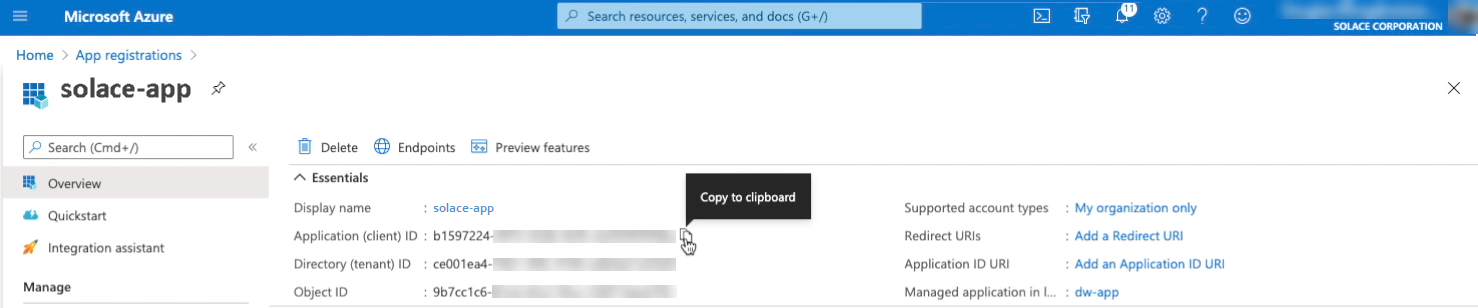 Microsoft Azure
Search resources, services, and docs (G+/)
11
SOLACE CORPORATION
Home > App registrations >
solace-app
Search (Cmd+/)
«
Delete
Endpoints
Preview features
Overview
Quickstart
Integration assistant
Manage
Essentials
Copy to clipboard
Display name : solace-app
Application (client) ID : b1597224-
Directory (tenant) ID : ce001ea4-
Object ID : 9b7cc1c6-
Supported account types : My organization only
Redirect URIs : Add a Redirect URI
Application ID URI : Add an Application ID URI
Managed application in l... : dw-app